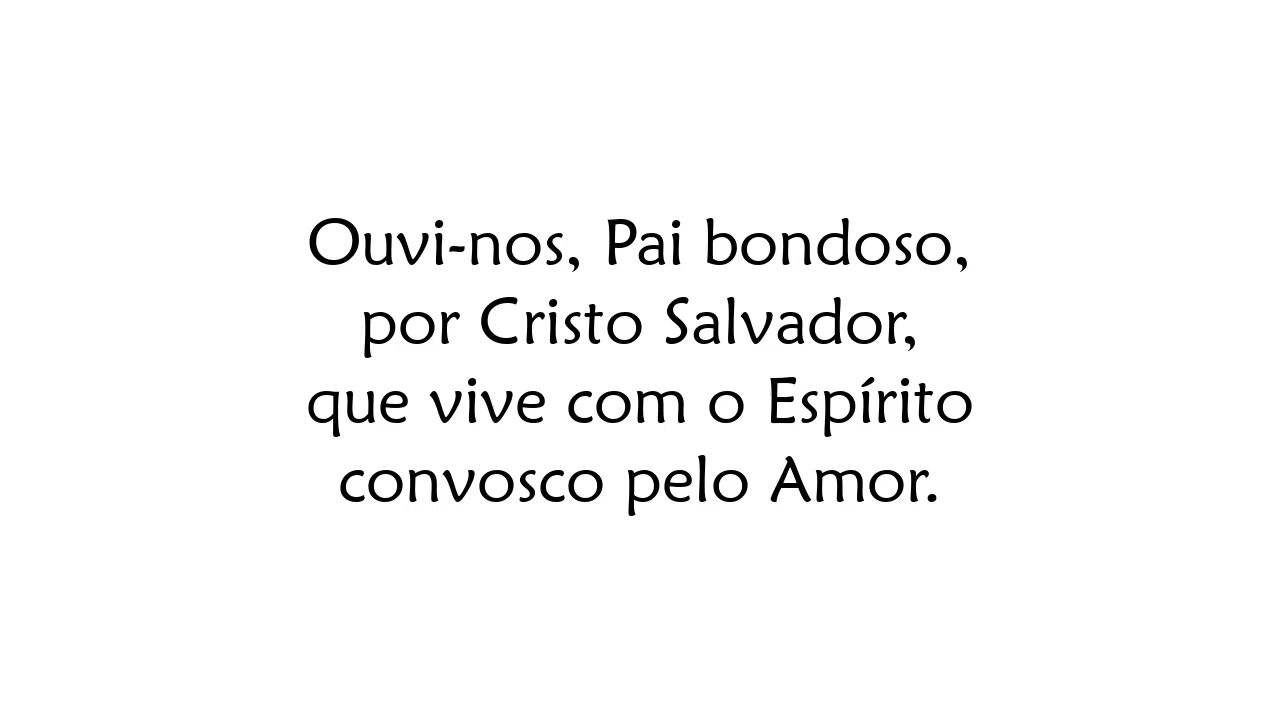 Ouvi-nos, Pai bondoso,
por Cristo Salvador,
que vive com o Espírito
convosco pelo Amor.